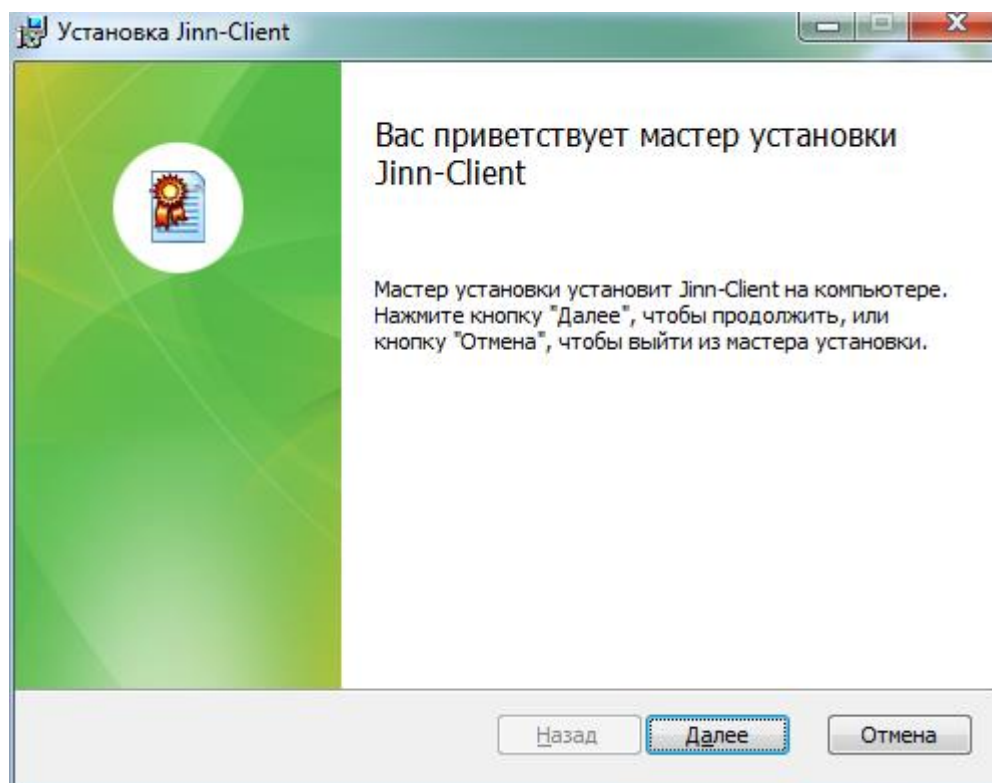 Установка Jinn-Client
Вас приветствует мастер установки
Jinn-Client
Мастер установки установит Jinn-Client на компьютере.
Нажмите кнопку "Далее", чтобы продолжить, или
кнопку "Отмена", чтобы выйти из мастера установки.
Назад Далее Отмена